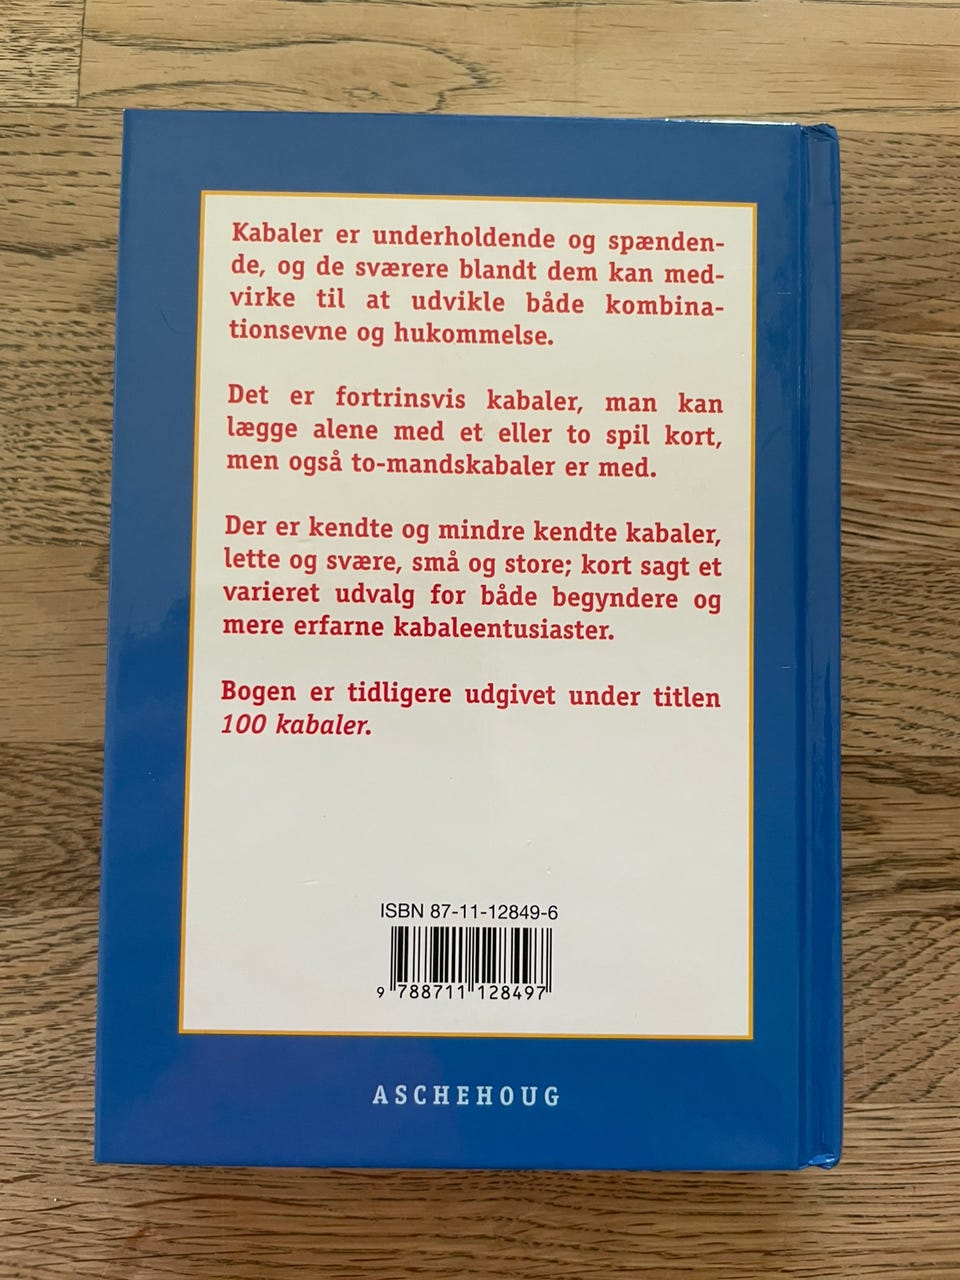 Kabaler er underholdende og spænden-
de, og de sværere blandt dem kan med-
virke til at udvikle både kombina-
tionsevne og hukommelse.
Det er fortrinsvis kabaler, man kan
lægge alene med et eller to spil kort,
men også to-mandskabaler er med.
Der er kendte og mindre kendte kabaler,
lette og svære, små og store; kort sagt et
varieret udvalg for både begyndere og
mere erfarne kabaleentusiaster.
Bogen er tidligere udgivet under titlen
100 kabaler.
ISBN 87-11-12849-6
9 788711 128497
ASCHEHOUG